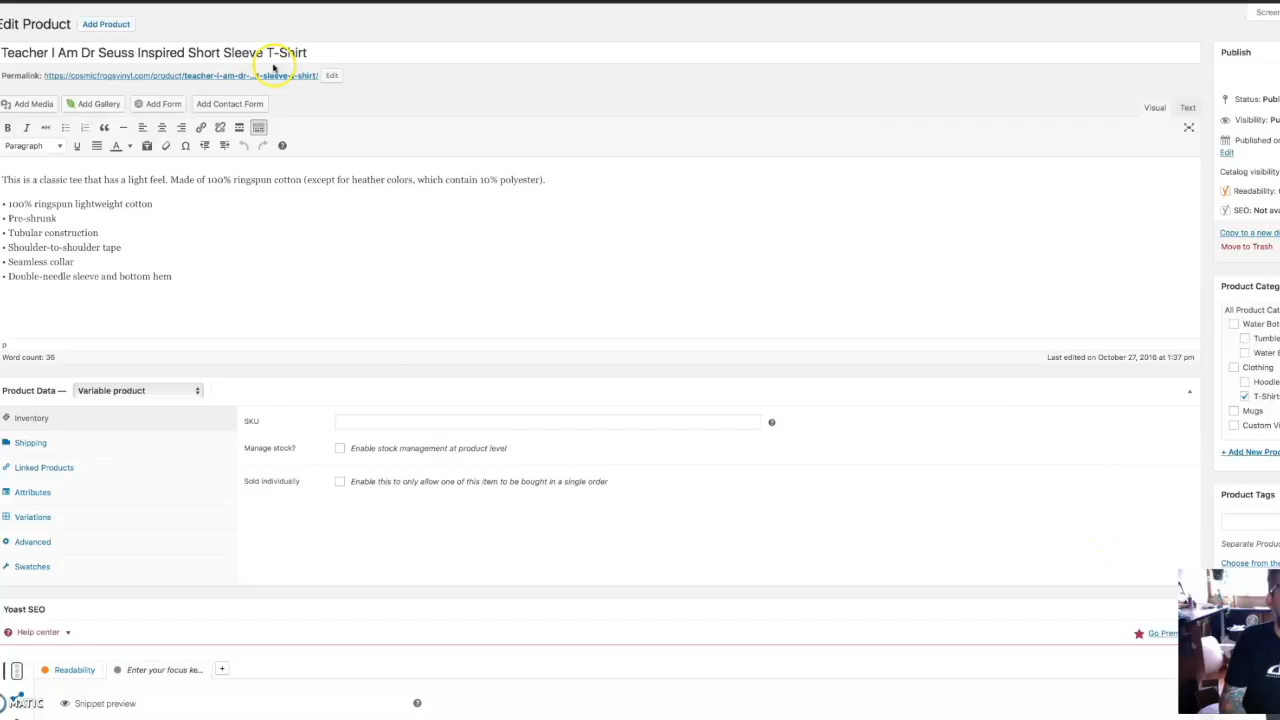 Edit Product Add Product
Screen
Teacher I Am Dr Seuss Inspired Short Sleeve T-Shirt
Permalink: https://cosmicfrogsvinyl.com/product/teacher-i-am-dr-...t-sleeve-t-shirt/ Edit
Add Media Add Gallery Add Form Add Contact Form
Visual Text
Paragraph
This is a classic tee that has a light feel. Made of 100% ringspun cotton (except for heather colors, which contain 10% polyester).
• 100% ringspun lightweight cotton
• Pre-shrunk
• Tubular construction
• Shoulder-to-shoulder tape
• Seamless collar
• Double-needle sleeve and bottom hem
p
Word count: 36
Last edited on October 27, 2016 at 1:37 pm
Product Data — Variable product
Inventory
Shipping
Linked Products
Attributes
Variations
Advanced
Swatches
SKU
Manage stock? Enable stock management at product level
Sold individually Enable this to only allow one of this item to be bought in a single order
Yoast SEO
Help center
Go Prem
Readability Enter your focus ke... +
Snippet preview
MATIC
Publish
Status: Publ
Visibility: Pu
Published on
Edit
Catalog visibility
Readability:
SEO: Not ava
Copy to a new d
Move to Trash
Product Categ
All Product Cat
Water Bot
Tumble
Water B
Clothing
Hoodie
T-Shirt
Mugs
Custom Vi
+ Add New Prod
Product Tags
Separate Produc
Choose from the